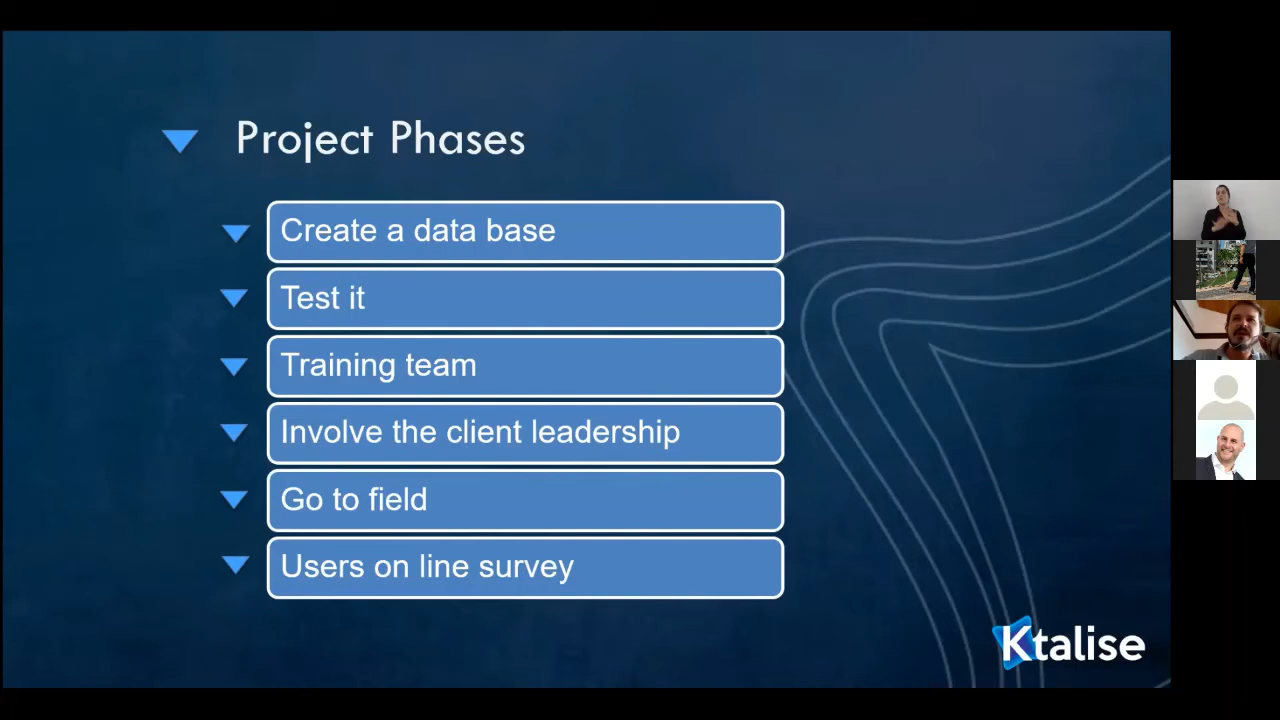 Project Phases
Create a data base
Test it
Training team
Involve the client leadership
Go to field
Users on line survey
Ktalise